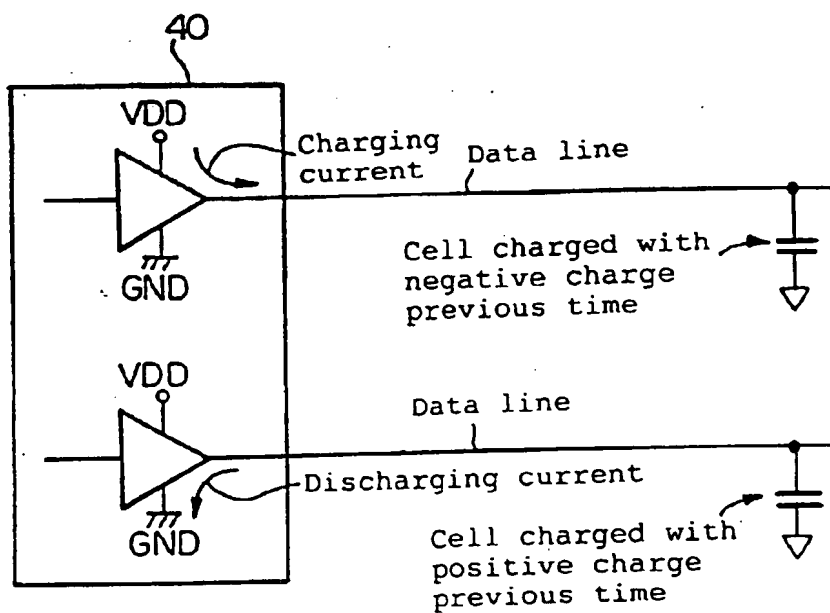 40
VDD
Charging
current
Data line
GND
Cell charged with
negative charge
previous time
VDD
Data line
Discharging current
GND
Cell charged with
positive charge
previous time